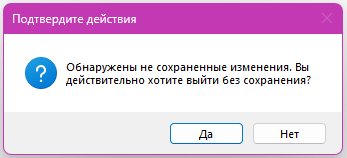 Подтвердите действия
Обнаружены не сохраненные изменения. Вы
действительно хотите выйти без сохранения?
Да
Нет